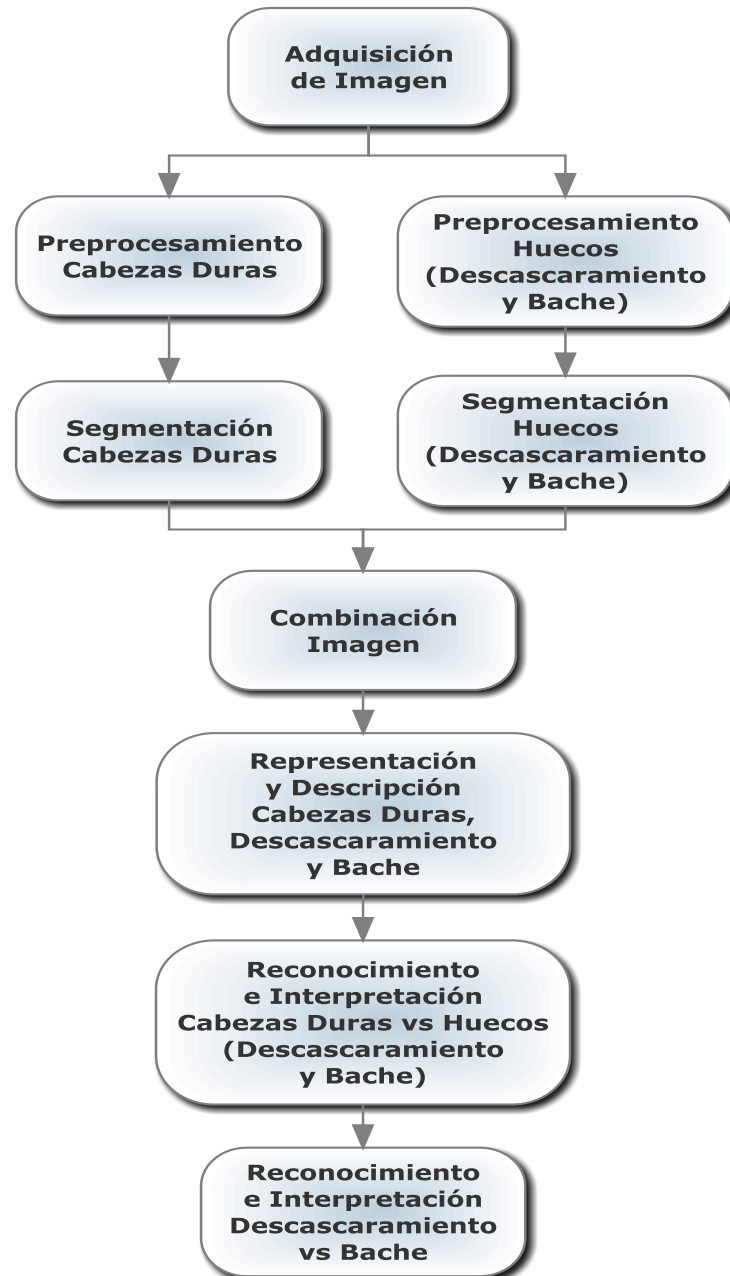 Adquisición
de Imagen
Preprocesamiento
Cabezas Duras
Preprocesamiento
Huecos
(Descascaramiento
y Bache)
Segmentación
Cabezas Duras
Segmentación
Huecos
(Descascaramiento
y Bache)
Combinación
Imagen
Representación
y Descripción
Cabezas Duras,
Descascaramiento
y Bache
Reconocimiento
e Interpretación
Cabezas Duras vs Huecos
(Descascaramiento
y Bache)
Reconocimiento
e Interpretación
Descascaramiento
vs Bache